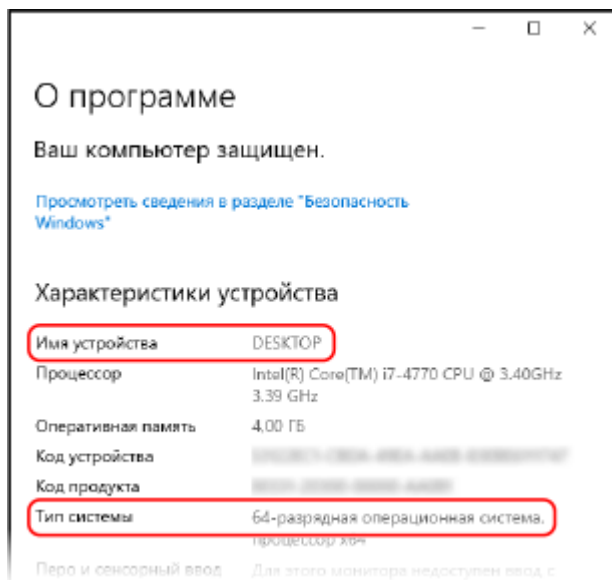 О программе
Ваш компьютер защищен.
Просмотреть сведения в разделе "Безопасность
Windows"
Характеристики устройства
Имя устройства DESKTOP
Процессор Intel(R) Core(TM) i7-4770 CPU @ 3.40GHz
3.39 GHz
Оперативная память 4,00 ГБ
Код устройства
Код продукта
Тип системы 64-разрядная операционная система,
процессор x64
Перо и сенсорный ввод Для этого монитора недоступен ввод с